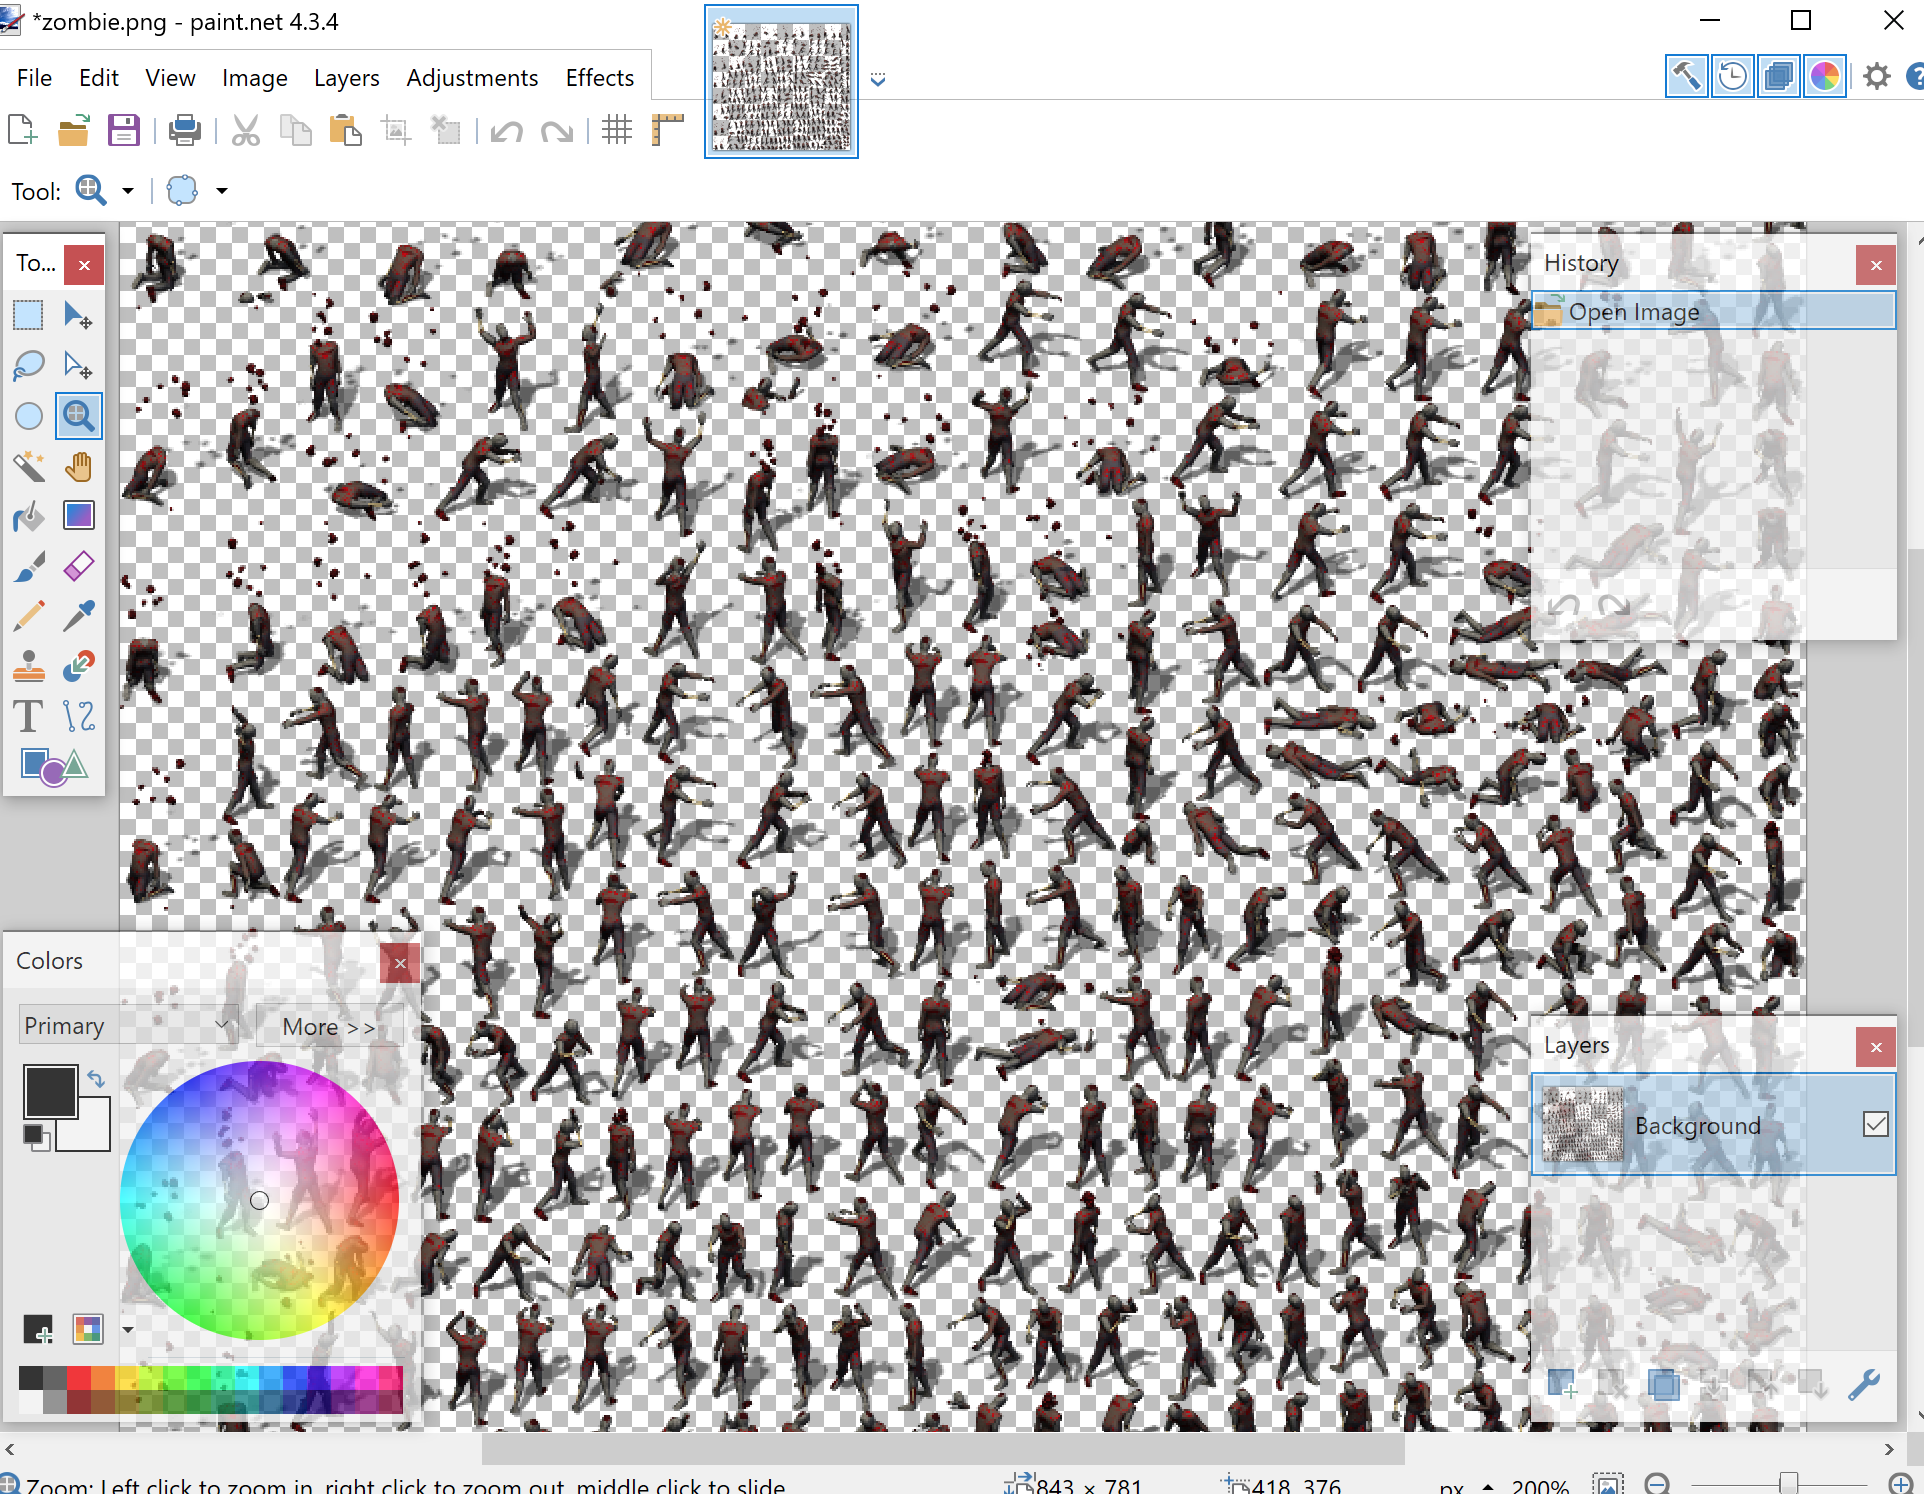 *zombie.png - paint.net 4.3.4
File Edit View Image Layers Adjustments Effects
Tool:
To...
History
Open Image
T
Colors
Primary
More >>
Layers
Background
Zoom: Left click to zoom in, right click to zoom out, middle click to slide
843 × 781
418, 376
px
200%